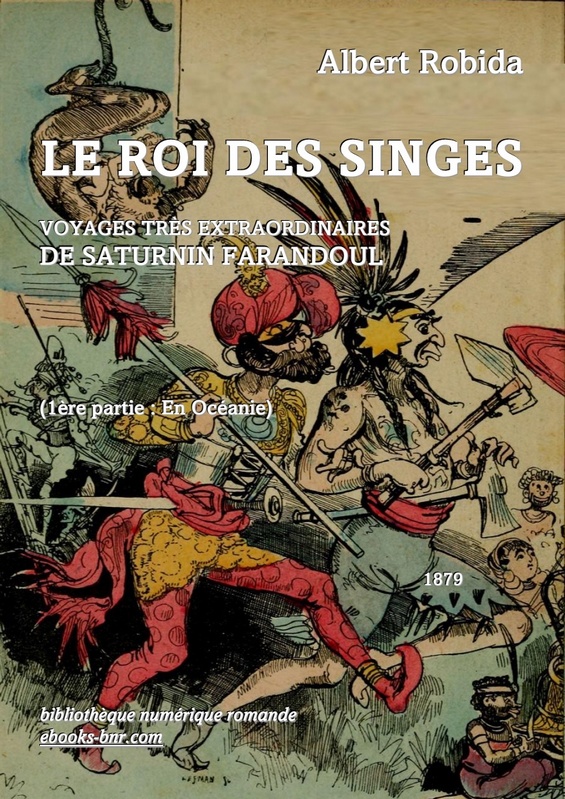 Albert Robida
LE ROI DES SINGES
VOYAGES TRÈS EXTRAORDINAIRES
DE SATURNIN FARANDOUL
(1ère partie : En Océanie)
1879
bibliothèque numérique romande
ebooks-bnr.com